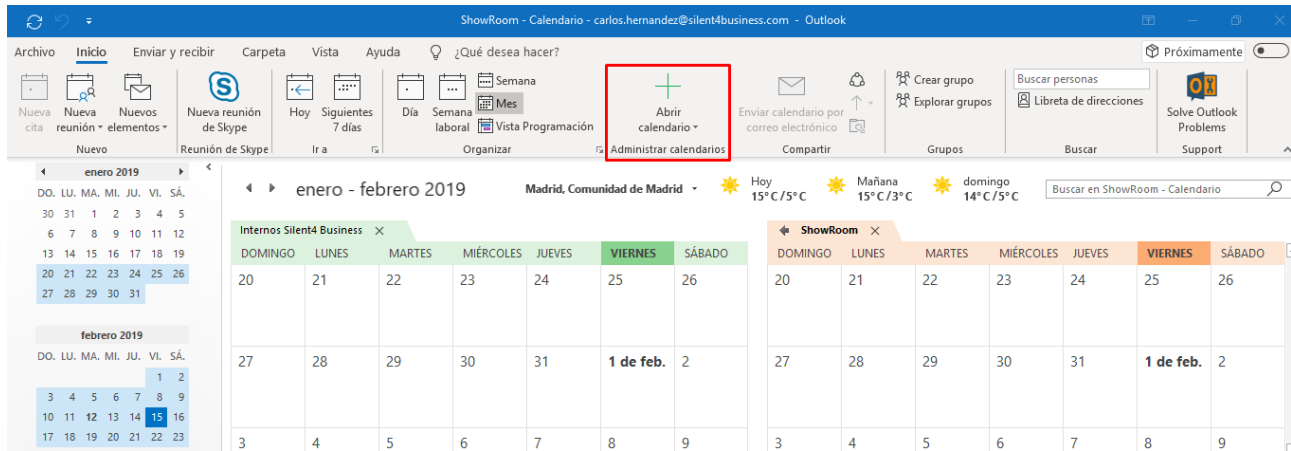 ShowRoom - Calendario - carlos.hernandez@silent4business.com - Outlook
Archivo Inicio Enviar y recibir Carpeta Vista Ayuda ¿Qué desea hacer? Próximamente
Nueva cita
Nueva reunión
Nuevos elementos
Nuevo
Nueva reunión de Skype
Reunión de Skype
Hoy
Siguientes 7 días
Ir a
Día
Semana laboral
Semana
Mes
Vista Programación
Organizar
Abrir calendario
Administrar calendarios
Enviar calendario por correo electrónico
Compartir
Crear grupo
Explorar grupos
Grupos
Buscar personas
Libreta de direcciones
Buscar
Solve Outlook Problems
Support
enero 2019
DO. LU. MA. MI. JU. VI. SÁ.
30 31 1 2 3 4 5
6 7 8 9 10 11 12
13 14 15 16 17 18 19
20 21 22 23 24 25 26
27 28 29 30 31
febrero 2019
DO. LU. MA. MI. JU. VI. SÁ.
1 2
3 4 5 6 7 8 9
10 11 12 13 14 15 16
17 18 19 20 21 22 23
enero - febrero 2019
Madrid, Comunidad de Madrid
Hoy
15°C/5°C
Mañana
15°C/3°C
domingo
14°C/5°C
Buscar en ShowRoom - Calendario
Internos Silent4 Business
DOMINGO LUNES MARTES MIÉRCOLES JUEVES VIERNES SÁBADO
20 21 22 23 24 25 26
27 28 29 30 31 1 de feb. 2
3 4 5 6 7 8 9
ShowRoom
DOMINGO LUNES MARTES MIÉRCOLES JUEVES VIERNES SÁBADO
20 21 22 23 24 25 26
27 28 29 30 31 1 de feb. 2
3 4 5 6 7 8 9